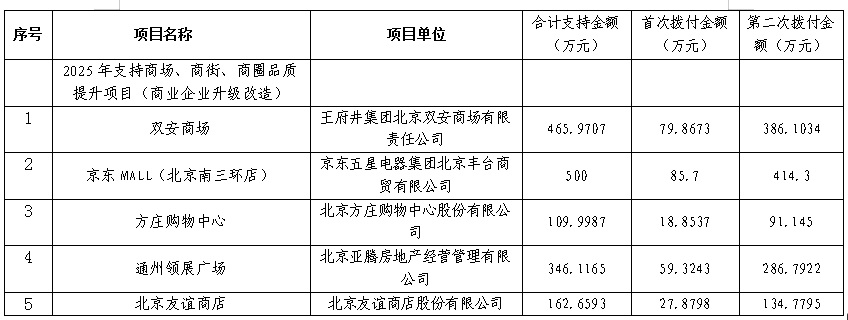 序号 项目名称 项目单位 合计支持金额（万元） 首次拨付金额（万元） 第二次拨付金额（万元）
2025年支持商场、商街、商圈品质提升项目（商业企业升级改造）
1 双安商场 王府井集团北京双安商场有限责任公司 465.9707 79.8673 386.1034
2 京东MALL（北京南三环店） 京东五星电器集团北京丰台商贸有限公司 500 85.7 414.3
3 方庄购物中心 北京方庄购物中心股份有限公司 109.9987 18.8537 91.145
4 通州领展广场 北京亚腾房地产经营管理有限公司 346.1165 59.3243 286.7922
5 北京友谊商店 北京友谊商店股份有限公司 162.6593 27.8798 134.7795